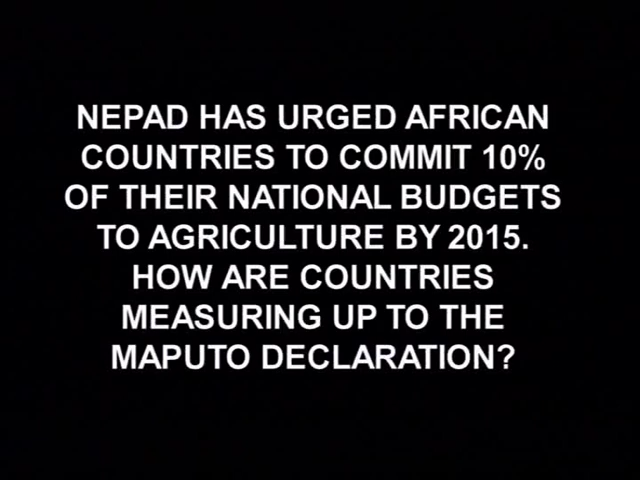 NEPAD HAS URGED AFRICAN
COUNTRIES TO COMMIT 10%
OF THEIR NATIONAL BUDGETS
TO AGRICULTURE BY 2015.
HOW ARE COUNTRIES
MEASURING UP TO THE
MAPUTO DECLARATION?